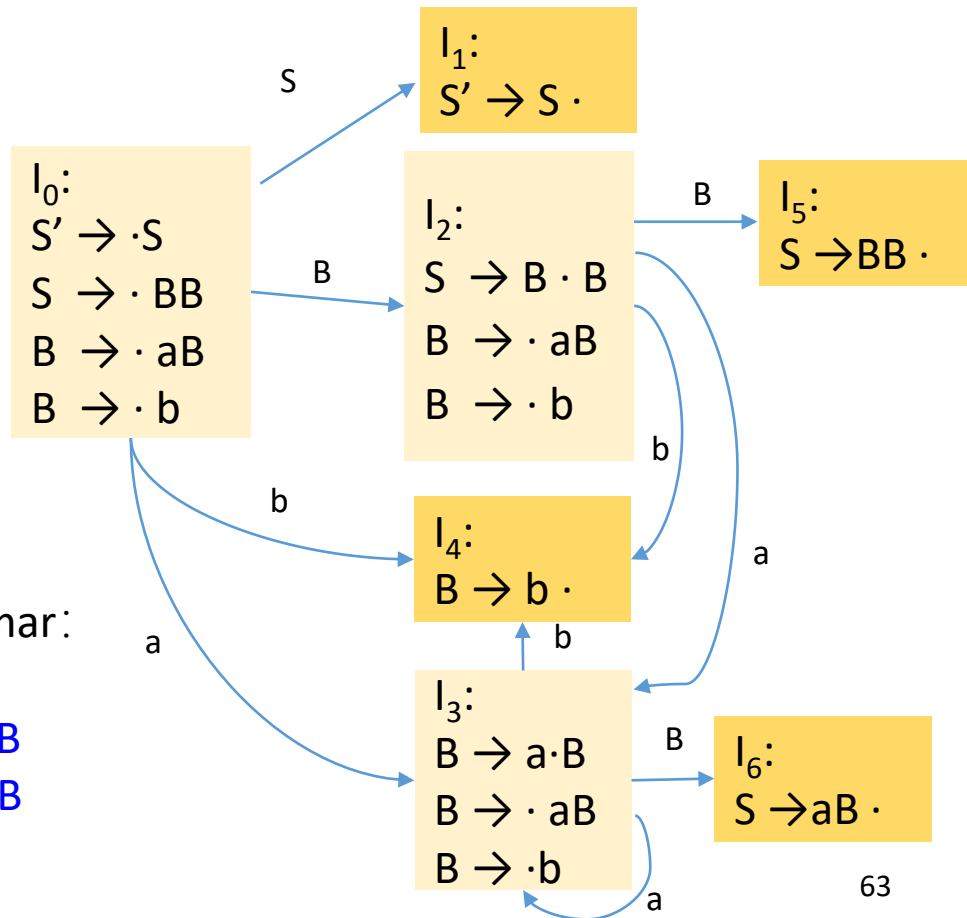 I₁:
S’ → S ·
S
I₀:
S’ → ·S
S → · BB
B → · aB
B → · b
B
I₂:
S → B · B
B → · aB
B → · b
B
I₅:
S →BB ·
b
a
b
I₄:
B → b ·
b
a
I₃:
B → a·B
B → · aB
B → ·b
B
I₆:
S →aB ·
a
nar:
B
B
63